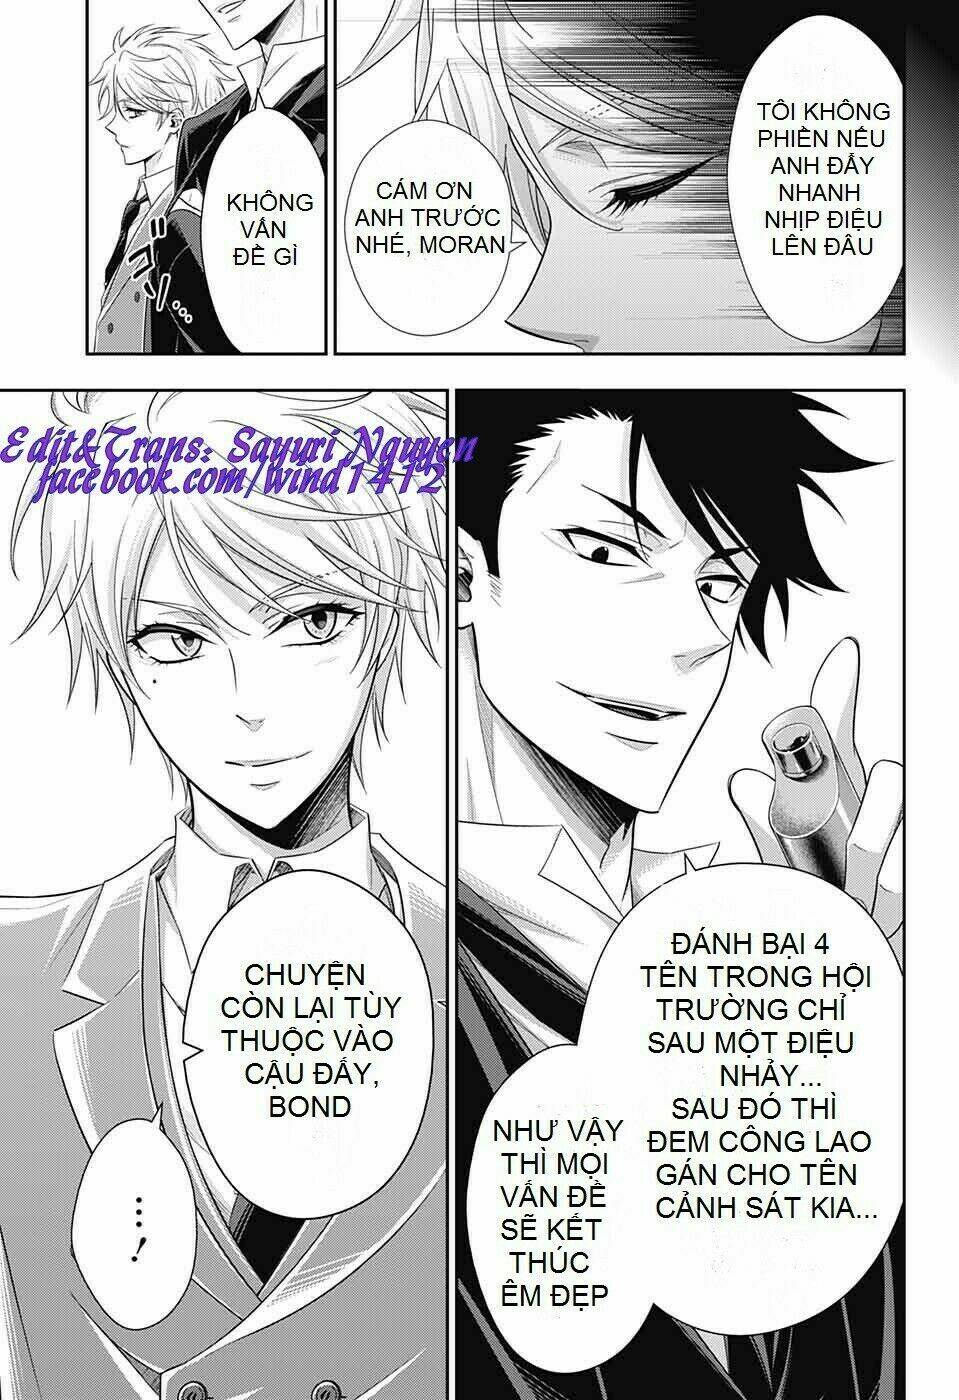 TÔI KHÔNG
PHIỀN NẾU
ANH ĐẨY
NHANH
NHỊP ĐIỆU
LÊN ĐÂU
CÁM ƠN
ANH TRƯỚC
NHÉ, MORAN
KHÔNG
VẤN
ĐỀ GÌ
Edit&Trans: Sayuri Nguyen
facebook.com/wind1412
ĐÁNH BẠI 4
TÊN TRONG HỘI
TRƯỜNG CHỈ
SAU MỘT ĐIỆU
NHẢY...
SAU ĐÓ THÌ
ĐEM CÔNG LAO
GÁN CHO TÊN
CẢNH SÁT KIA...
NHƯ VẬY
THÌ MỌI
VẤN ĐỀ
SẼ KẾT
THÚC
ÊM ĐẸP
CHUYỆN
CÒN LẠI TÙY
THUỘC VÀO
CẬU ĐẤY,
BOND
...!